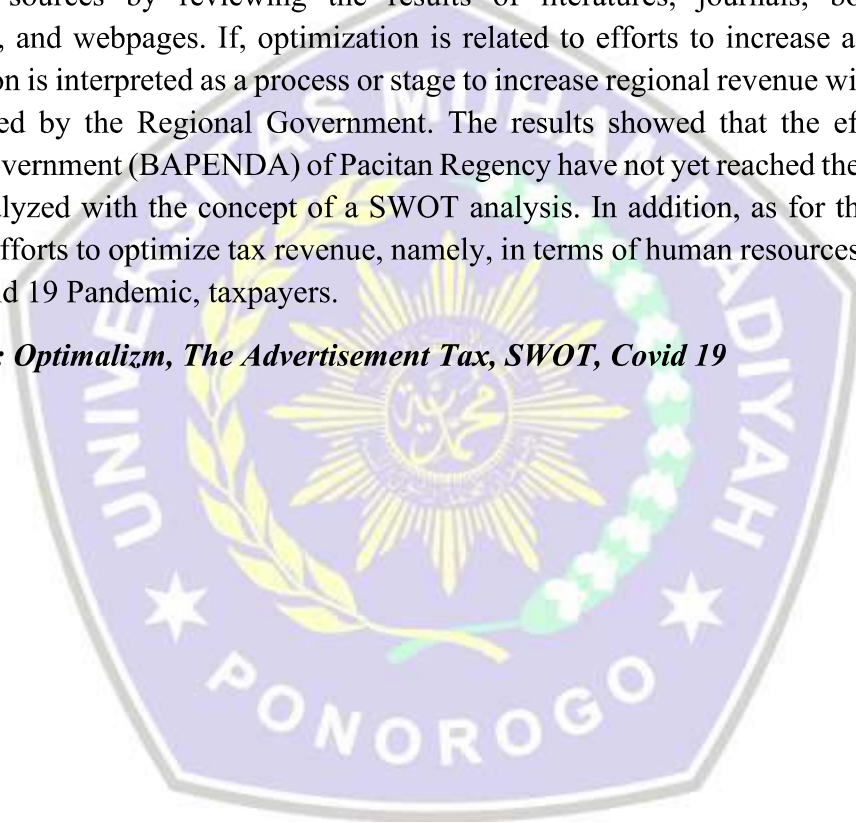 sources by reviewing the results of literatures, journals, bo
, and webpages. If, optimization is related to efforts to increase a
on is interpreted as a process or stage to increase regional revenue wi
ed by the Regional Government. The results showed that the ef
vernment (BAPENDA) of Pacitan Regency have not yet reached the
lyzed with the concept of a SWOT analysis. In addition, as for th
fforts to optimize tax revenue, namely, in terms of human resources
d 19 Pandemic, taxpayers.
: Optimalizm, The Advertisement Tax, SWOT, Covid 19
UNIVERSITAS MUHAMMADIYAH
محمدية
PONOROGO